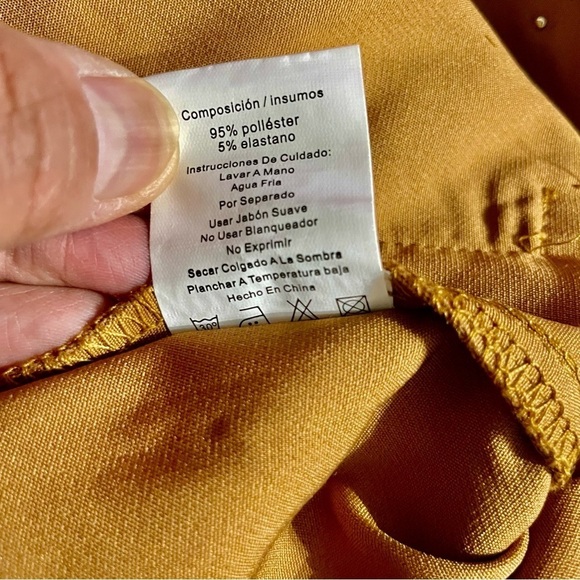 Composición / insumos
95% poliéster
5% elastano
Instrucciones De Cuidado:
Lavar A Mano
Agua Fria
Por Separado
Usar Jabón Suave
No Usar Blanqueador
No Exprimir
Secar Colgado A La Sombra
Planchar A Temperatura baja
Hecho En China
30°